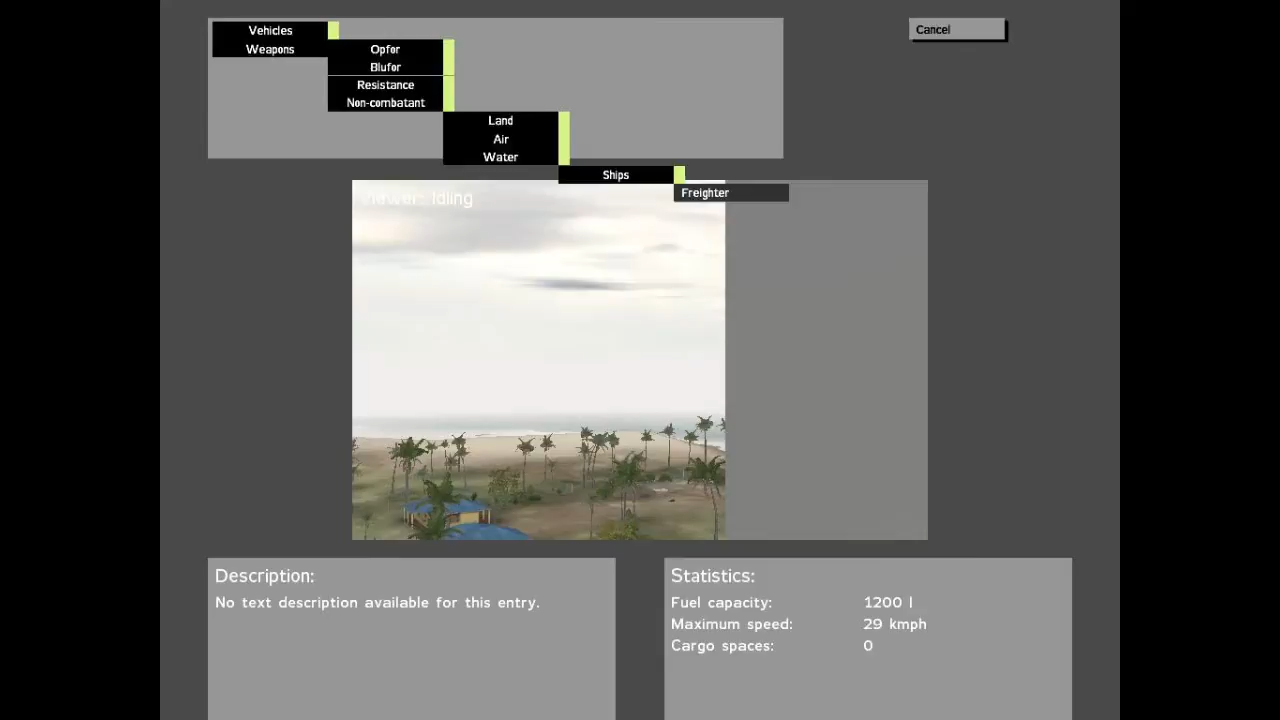 Vehicles
Weapons
Cancel
Opfor
Blufor
Resistance
Non-combatant
Land
Air
Water
Ships
Freighter
Idling
Description:
No text description available for this entry.
Statistics:
Fuel capacity: 1200 l
Maximum speed: 29 kmph
Cargo spaces: 0